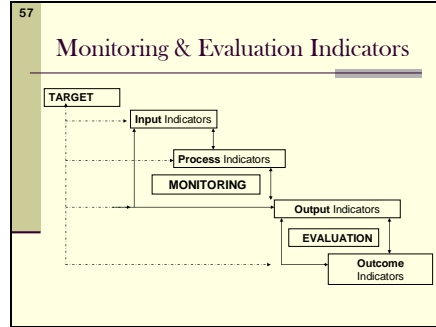 57
Monitoring & Evaluation Indicators
TARGET
Input Indicators
Process Indicators
MONITORING
Output Indicators
EVALUATION
Outcome
Indicators